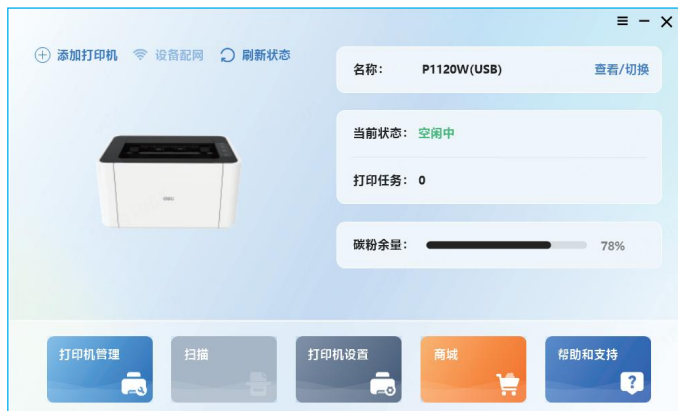 添加打印机 设备配网 刷新状态
名称： P1120W(USB) 查看/切换
当前状态： 空闲中
打印任务： 0
碳粉余量： 78%
打印机管理 扫描 打印机设置 商城 帮助和支持